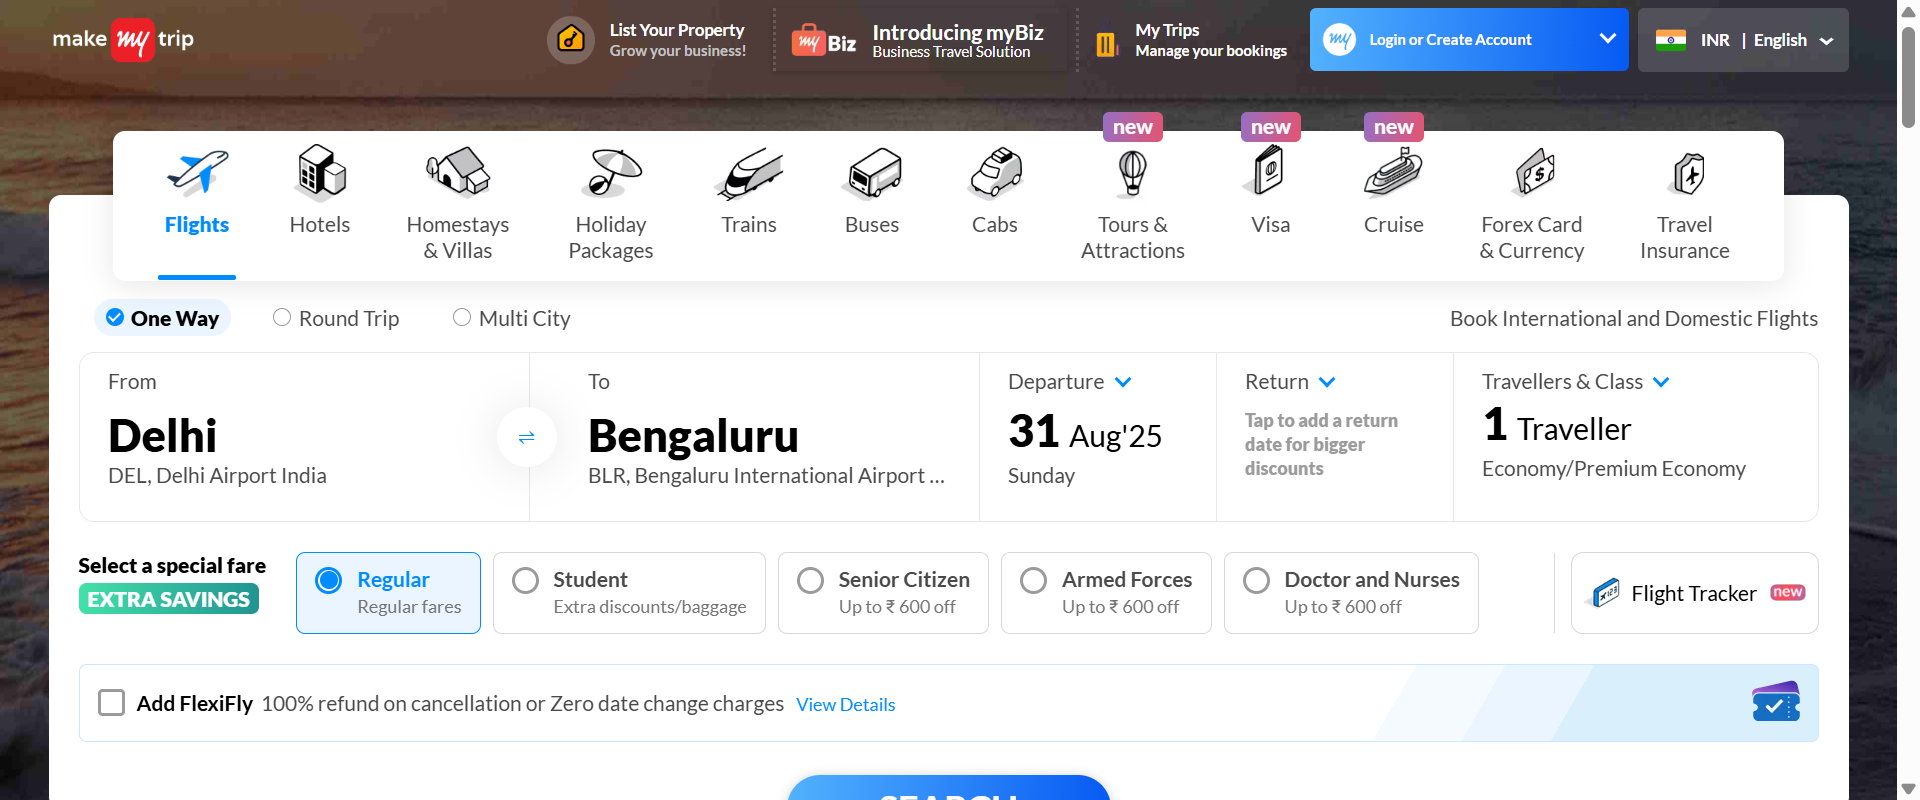 make my trip
List Your Property
Grow your business!
my Biz
Introducing myBiz
Business Travel Solution
My Trips
Manage your bookings
my Login or Create Account
INR | English
new
new
new
Flights
Hotels
Homestays
& Villas
Holiday
Packages
Trains
Buses
Cabs
Tours &
Attractions
Visa
Cruise
Forex Card
& Currency
Travel
Insurance
One Way
Round Trip
Multi City
Book International and Domestic Flights
From
Delhi
DEL, Delhi Airport India
To
Bengaluru
BLR, Bengaluru International Airport ...
Departure
31 Aug'25
Sunday
Return
Tap to add a return
date for bigger
discounts
Travellers & Class
1 Traveller
Economy/Premium Economy
Select a special fare
EXTRA SAVINGS
Regular
Regular fares
Student
Extra discounts/baggage
Senior Citizen
Up to ₹ 600 off
Armed Forces
Up to ₹ 600 off
Doctor and Nurses
Up to ₹ 600 off
Flight Tracker new
Add FlexiFly 100% refund on cancellation or Zero date change charges View Details
SEARCH